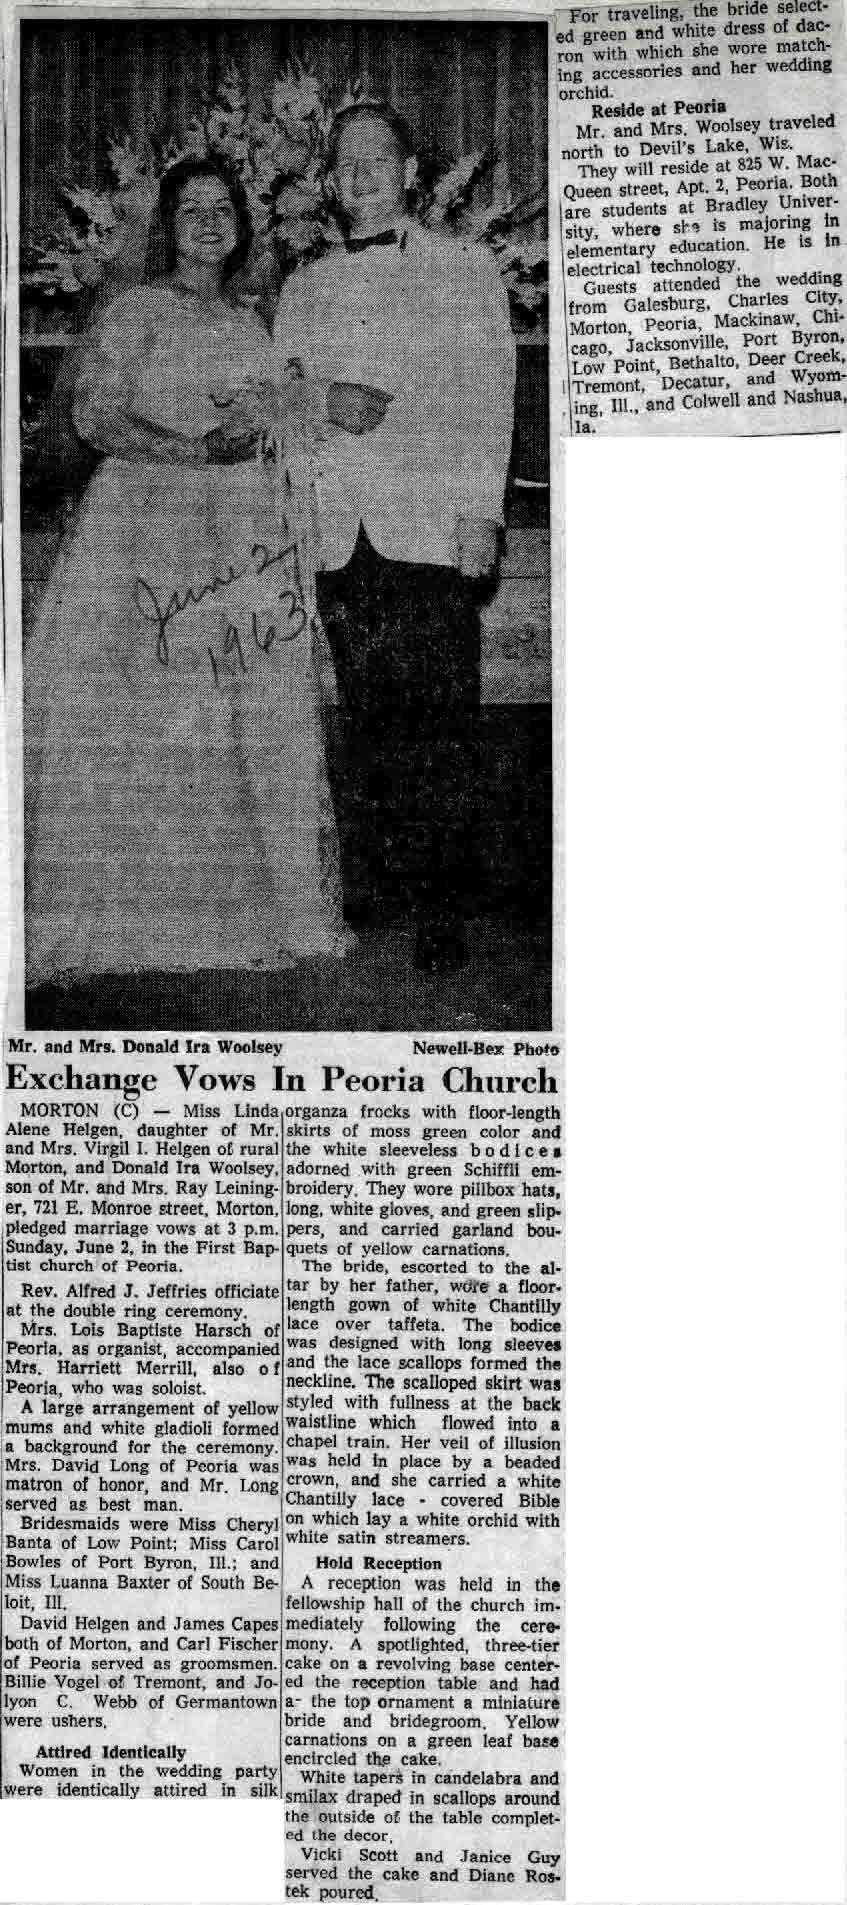 June 2
1963
Mr. and Mrs. Donald Ira Woolsey
Newell-Bex Photo
Exchange Vows In Peoria Church
MORTON (C) — Miss Linda
Alene Helgen, daughter of Mr.
and Mrs. Virgil I. Helgen of rural
Morton, and Donald Ira Woolsey,
son of Mr. and Mrs. Ray Leining-
er, 721 E. Monroe street, Morton,
pledged marriage vows at 3 p.m.
Sunday, June 2, in the First Bap-
tist church of Peoria.
Rev. Alfred J. Jeffries officiate
at the double ring ceremony.
Mrs. Lois Baptiste Harsch of
Peoria, as organist, accompanied
Mrs. Harriett Merrill, also of
Peoria, who was soloist.
A large arrangement of yellow
mums and white gladioli formed
a background for the ceremony.
Mrs. David Long of Peoria was
matron of honor, and Mr. Long
served as best man.
Bridesmaids were Miss Cheryl
Banta of Low Point; Miss Carol
Bowles of Port Byron, Ill.; and
Miss Luanna Baxter of South Be-
loit, Ill.
David Helgen and James Capes
both of Morton, and Carl Fischer
of Peoria served as groomsmen.
Billie Vogel of Tremont, and Jo-
lyon C. Webb of Germantown
were ushers.
Attired Identically
Women in the wedding party
were identically attired in silk
organza frocks with floor-length
skirts of moss green color and
the white sleeveless bodices
adorned with green Schiffli em-
broidery. They wore pillbox hats,
long, white gloves, and green slip-
pers, and carried garland bou-
quets of yellow carnations.
The bride, escorted to the al-
tar by her father, wore a floor-
length gown of white Chantilly
lace over taffeta. The bodice
was designed with long sleeves
and the lace scallops formed the
neckline. The scalloped skirt was
styled with fullness at the back
waistline which flowed into a
chapel train. Her veil of illusion
was held in place by a beaded
crown, and she carried a white
Chantilly lace - covered Bible
on which lay a white orchid with
white satin streamers.
Hold Reception
A reception was held in the
fellowship hall of the church im-
mediately following the cere-
mony. A spotlighted, three-tier
cake on a revolving base center-
ed the reception table and had
a- the top ornament a miniature
bride and bridegroom. Yellow
carnations on a green leaf base
encircled the cake.
White tapers in candelabra and
smilax draped in scallops around
the outside of the table complet-
ed the decor.
Vicki Scott and Janice Guy
served the cake and Diane Ros-
tek poured.
For traveling, the bride select-
ed green and white dress of dac-
ron with which she wore match-
ing accessories and her wedding
orchid.
Reside at Peoria
Mr. and Mrs. Woolsey traveled
north to Devil's Lake, Wis.
They will reside at 825 W. Mac-
Queen street, Apt. 2, Peoria. Both
are students at Bradley Univer-
sity, where she is majoring in
elementary education. He is in
electrical technology.
Guests attended the wedding
from Galesburg, Charles City,
Morton, Peoria, Mackinaw, Chi-
cago, Jacksonville, Port Byron,
Low Point, Bethalto, Deer Creek,
Tremont, Decatur, and Wyom-
ing, Ill., and Colwell and Nashua,
Ia.